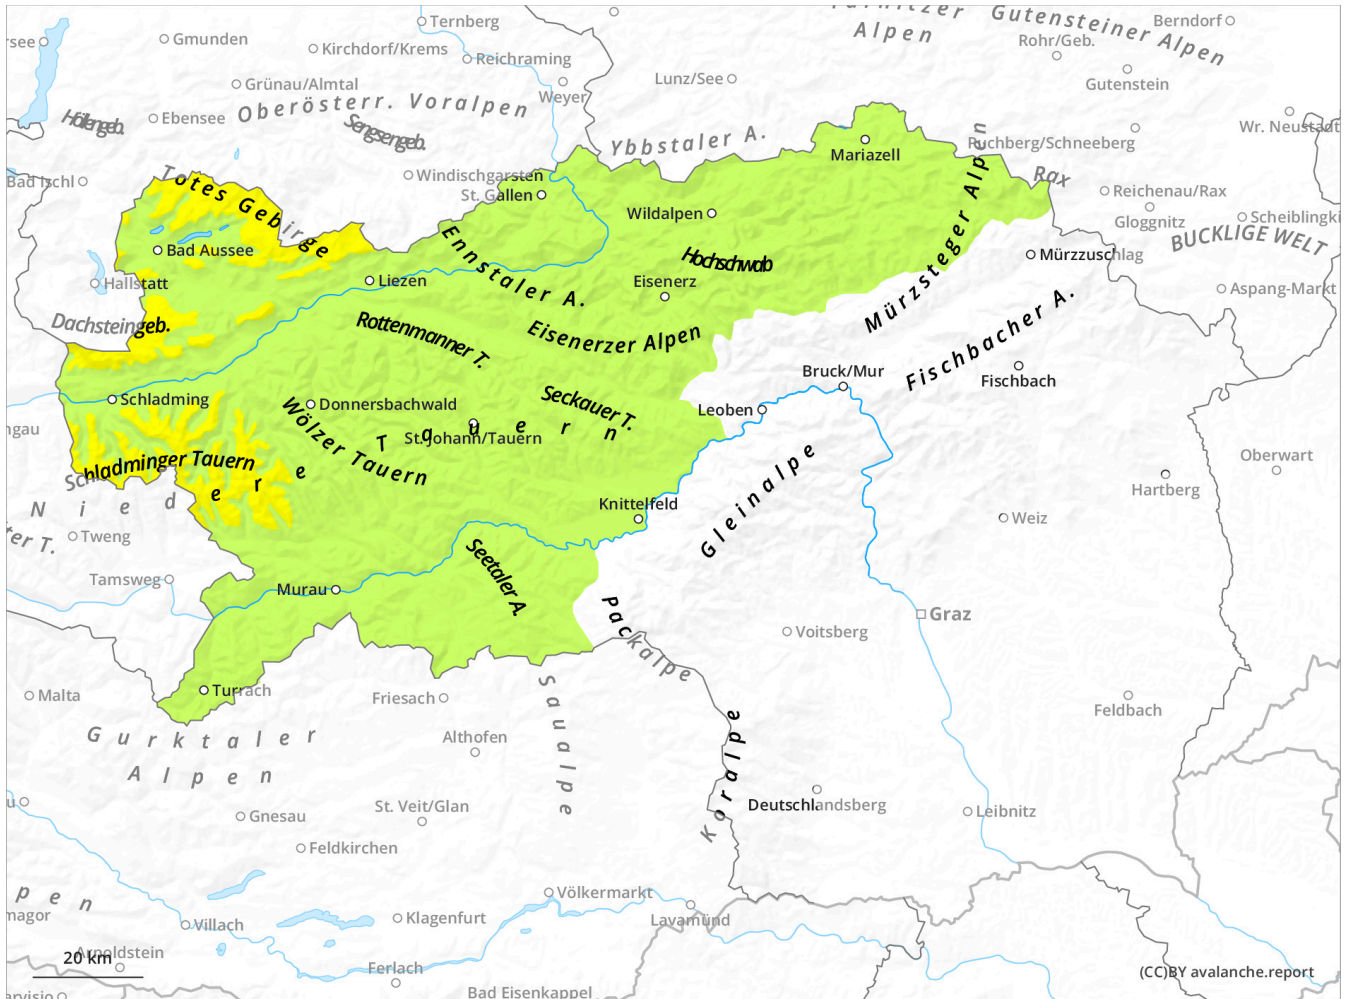 Ternberg
Türnitzer
Alpen
Gutensteiner Alpen
Berndorf
Gmunden
Kirchdorf/Krems
Reichraming
Rohr/Geb.
Grünau/Almtal
Weyer
Lunz/See
Gutenstein
Oberösterr. Voralpen
Höllengeb.
Ebensee
Sengsengeb.
Ybbstaler A.
Mariazell
Puchberg/Schneeberg
Wr. Neustadt
Bad Ischl
Totes Gebirge
Windischgarsten
St. Gallen
Wildalpen
Rax
Reichenau/Rax
Gloggnitz
BUCKLIGE WELT
Bad Aussee
Ennstaler A.
Hochschwab
Mürzsteger Alpen
Mürzzuschlag
Hallstatt
Liezen
Eisenerz
Aspang-Markt
Dachsteingeb.
Rottenmanner T.
Eisenerzer Alpen
Fischbacher A.
Bruck/Mur
Fischbach
Schladming
Donnersbachwald
Seckauer T.
Leoben
Wölzer Tauern
St. Johann/Tauern
Schladminger Tauern
Niedere Tauern
Gleinalpe
Oberwart
Hartberg
Knittelfeld
Weiz
Tweng
Tamsweg
Murau
Seetaler A.
Packalpe
Graz
Voitsberg
Malta
Turrach
Friesach
Saualpe
Feldbach
Gurktaler
Alpen
Althofen
Koralpe
St. Veit/Glan
Gnesau
Deutschlandsberg
Leibnitz
Feldkirchen
Völkermarkt
Villach
Klagenfurt
Lavamünd
Arnoldstein
20 km
Ferlach
Bad Eisenkappel
(CC)BY avalanche.report